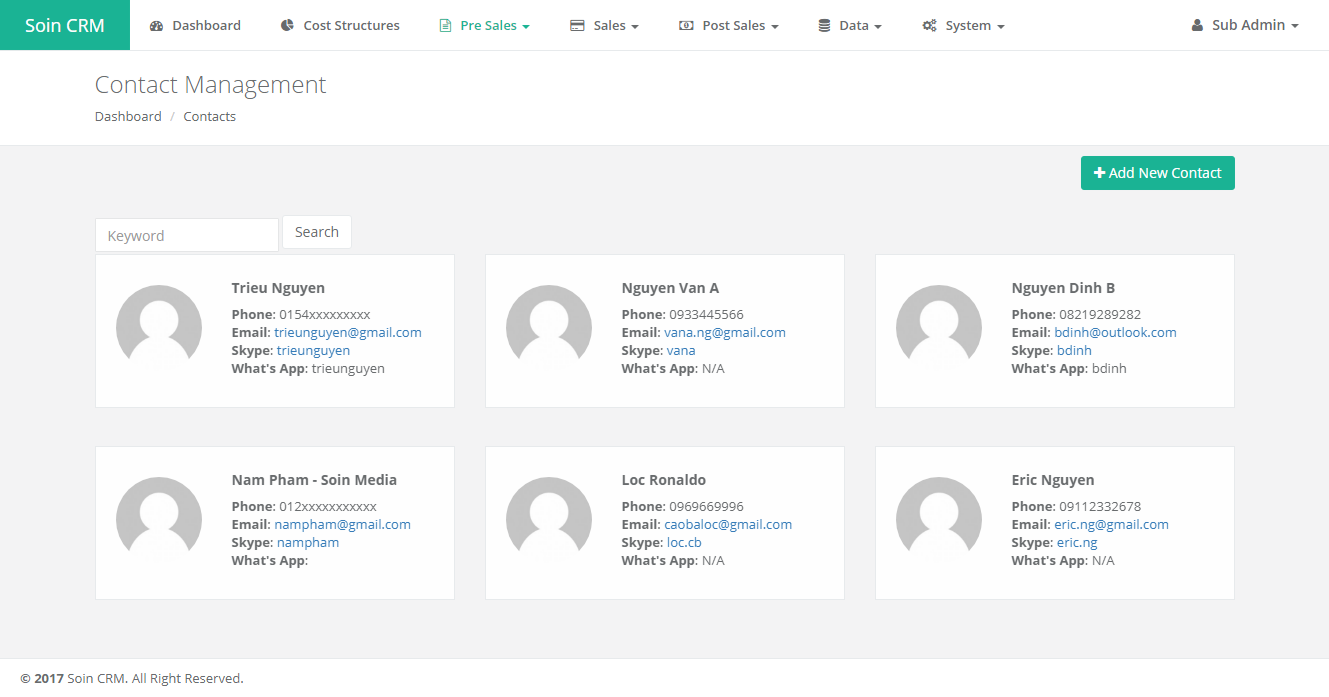 Soin CRM Dashboard Cost Structures Pre Sales Sales Post Sales Data System Sub Admin
Contact Management
Dashboard / Contacts
Add New Contact
Keyword Search
Trieu Nguyen
Phone: 0154xxxxxxxxx
Email: trieunguyen@gmail.com
Skype: trieunguyen
What's App: trieunguyen
Nguyen Van A
Phone: 0933445566
Email: vana.ng@gmail.com
Skype: vana
What's App: N/A
Nguyen Dinh B
Phone: 08219289282
Email: bdinh@outlook.com
Skype: bdinh
What's App: bdinh
Nam Pham - Soin Media
Phone: 012xxxxxxxxxxx
Email: nampham@gmail.com
Skype: nampham
What's App:
Loc Ronaldo
Phone: 0969669996
Email: caobaloc@gmail.com
Skype: loc.cb
What's App: N/A
Eric Nguyen
Phone: 09112332678
Email: eric.ng@gmail.com
Skype: eric.ng
What's App: N/A
© 2017 Soin CRM. All Right Reserved.